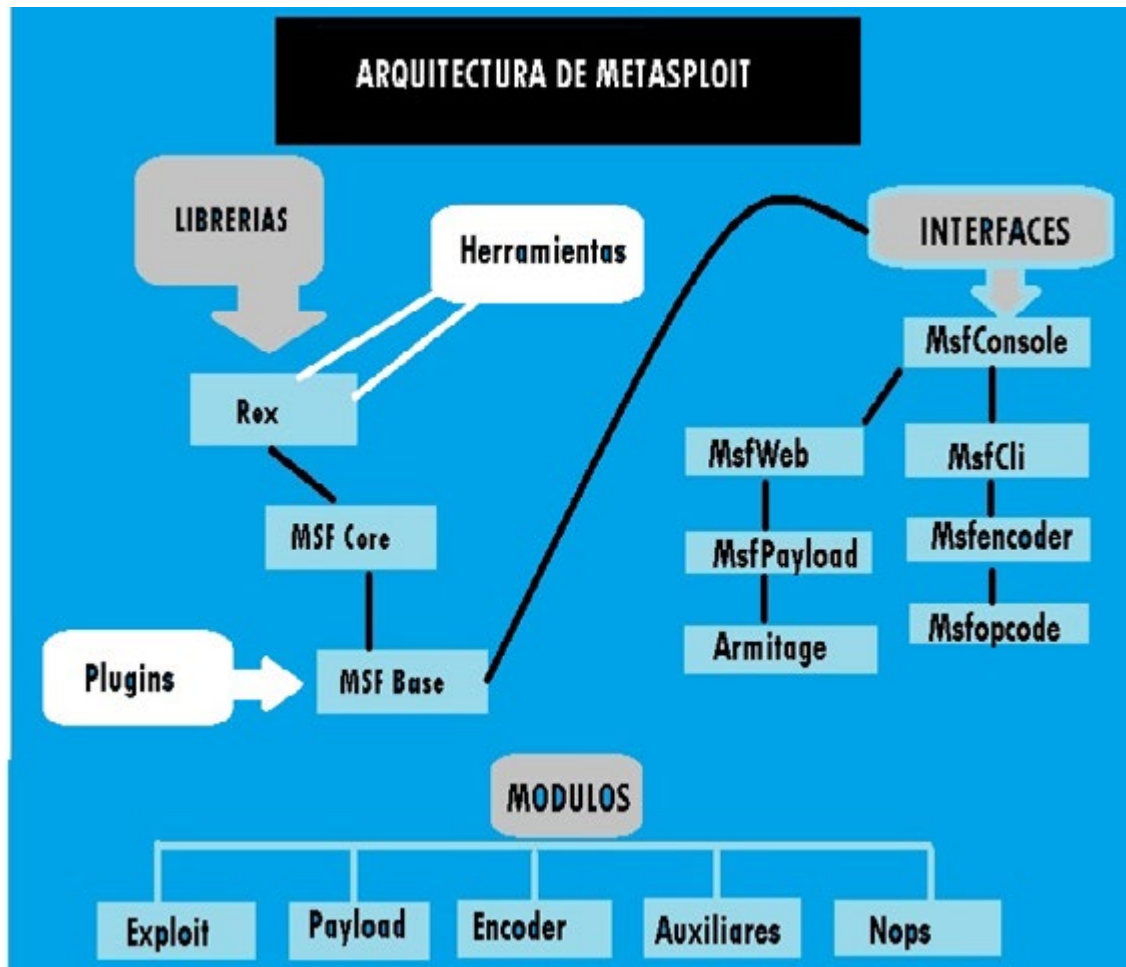 ARQUITECTURA DE METASPLOIT
LIBRERIAS
Herramientas
INTERFACES
Rex
MSF Core
Plugins
MSF Base
MsfConsole
MsfWeb
MsfCli
MsfPayload
Msfencoder
Armitage
Msfopcode
MODULOS
Exploit
Payload
Encoder
Auxiliares
Nops